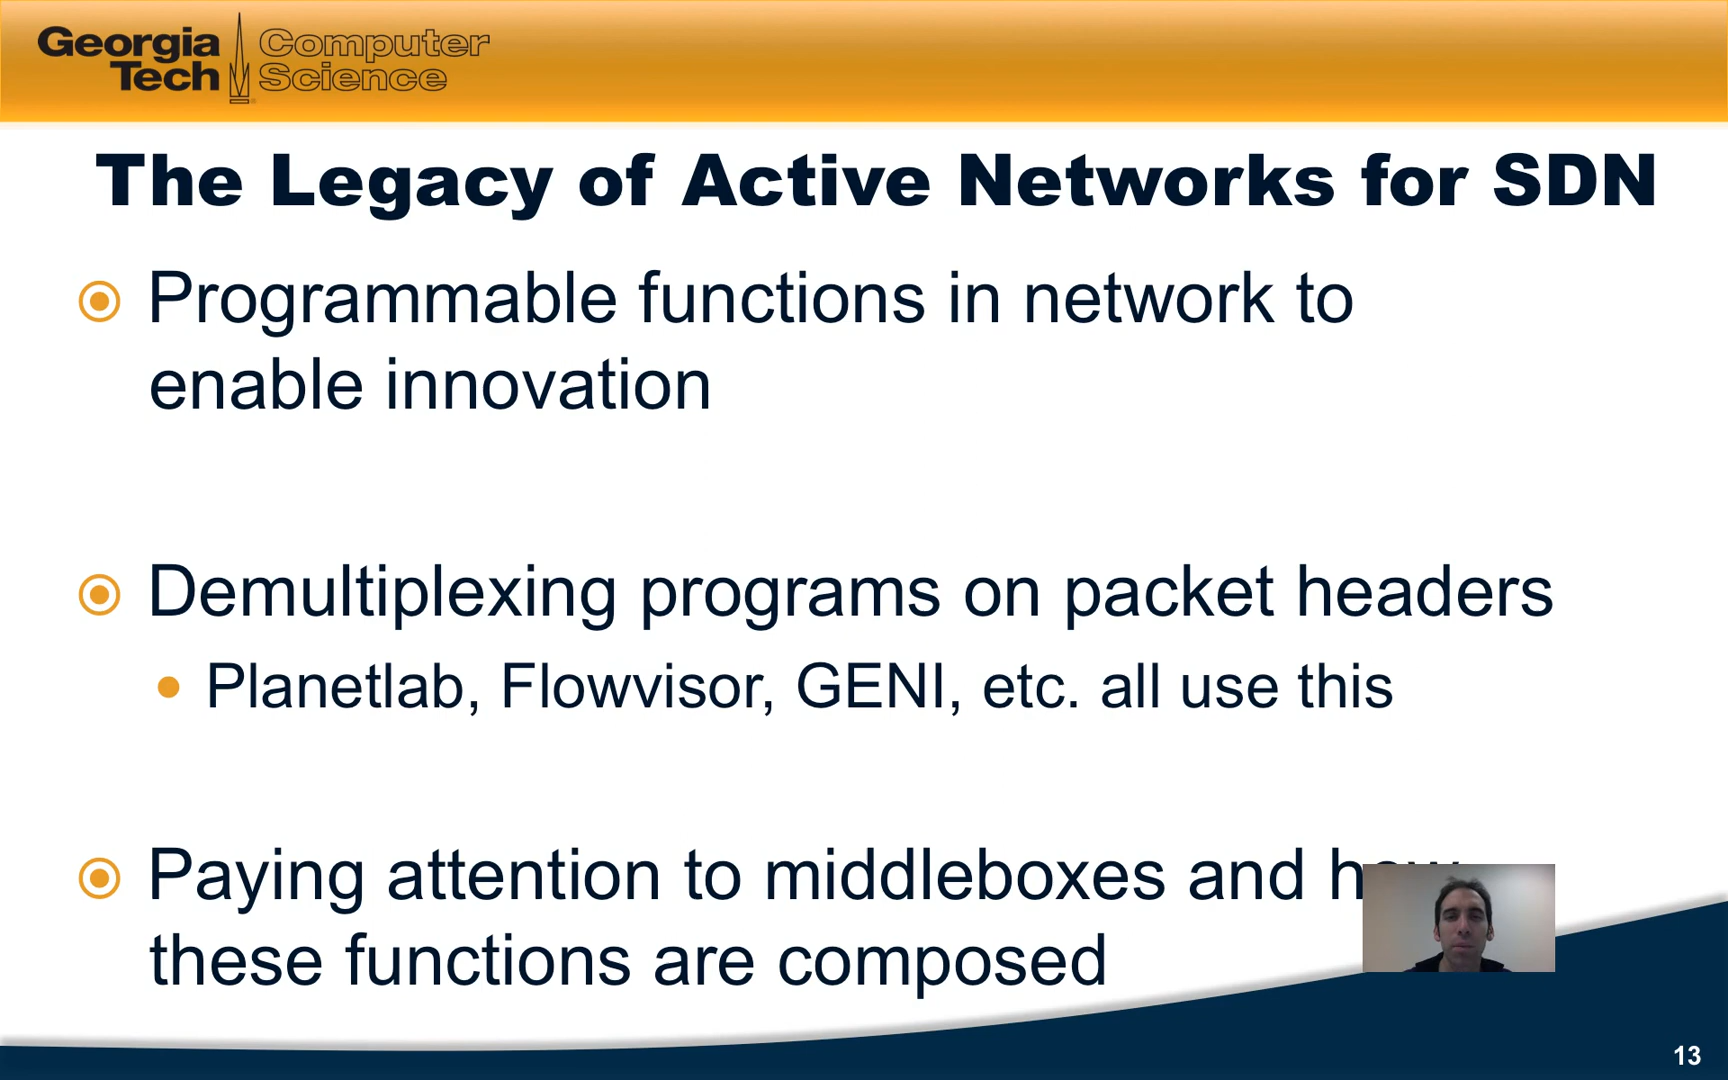 Georgia Tech
Computer Science
The Legacy of Active Networks for SDN
Programmable functions in network to
enable innovation
Demultiplexing programs on packet headers
Planetlab, Flowvisor, GENI, etc. all use this
Paying attention to middleboxes and how
these functions are composed
13